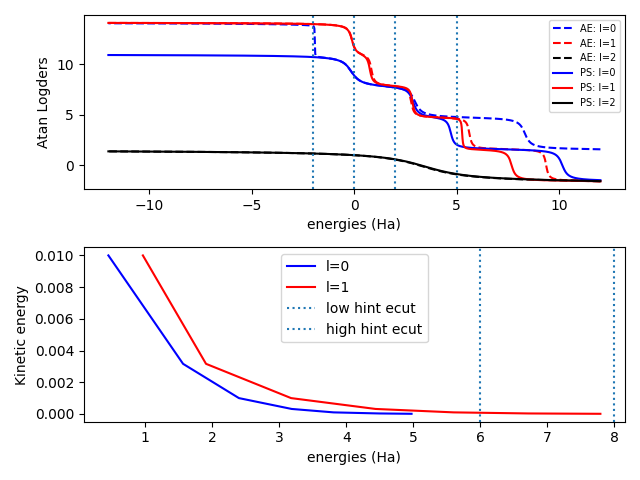 Atan Logders
10
5
0
−10
−5
0
5
10
energies (Ha)
AE: l=0
AE: l=1
AE: l=2
PS: l=0
PS: l=1
PS: l=2
Kinetic energy
0.010
0.008
0.006
0.004
0.002
0.000
1
2
3
4
5
6
7
8
energies (Ha)
l=0
l=1
low hint ecut
high hint ecut